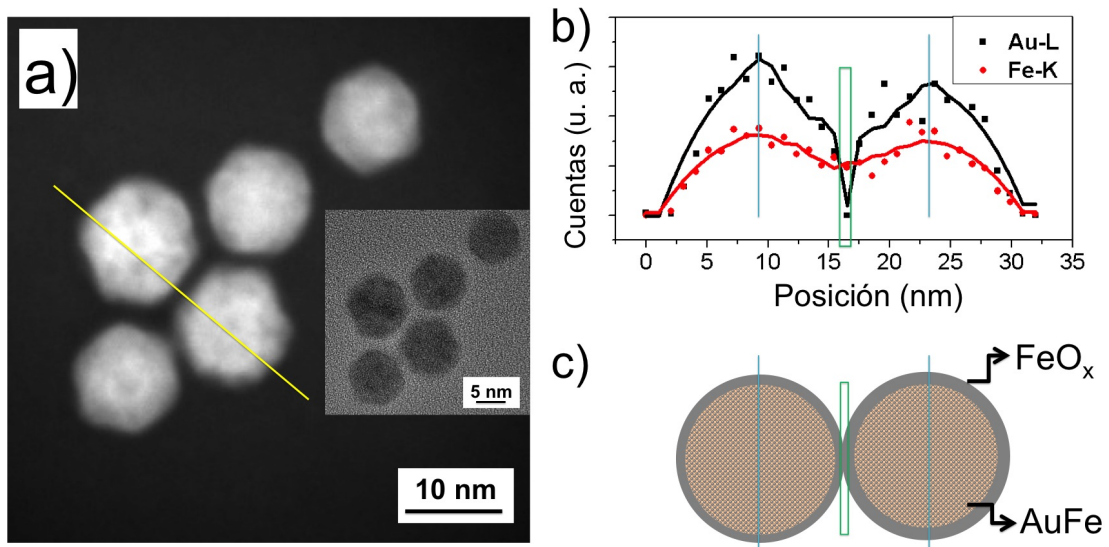 a)
5 nm
10 nm
b)
Au-L
Fe-K
Cuentas (u. a.)
0 5 10 15 20 25 30 35
Posición (nm)
c)
FeOₓ
AuFe